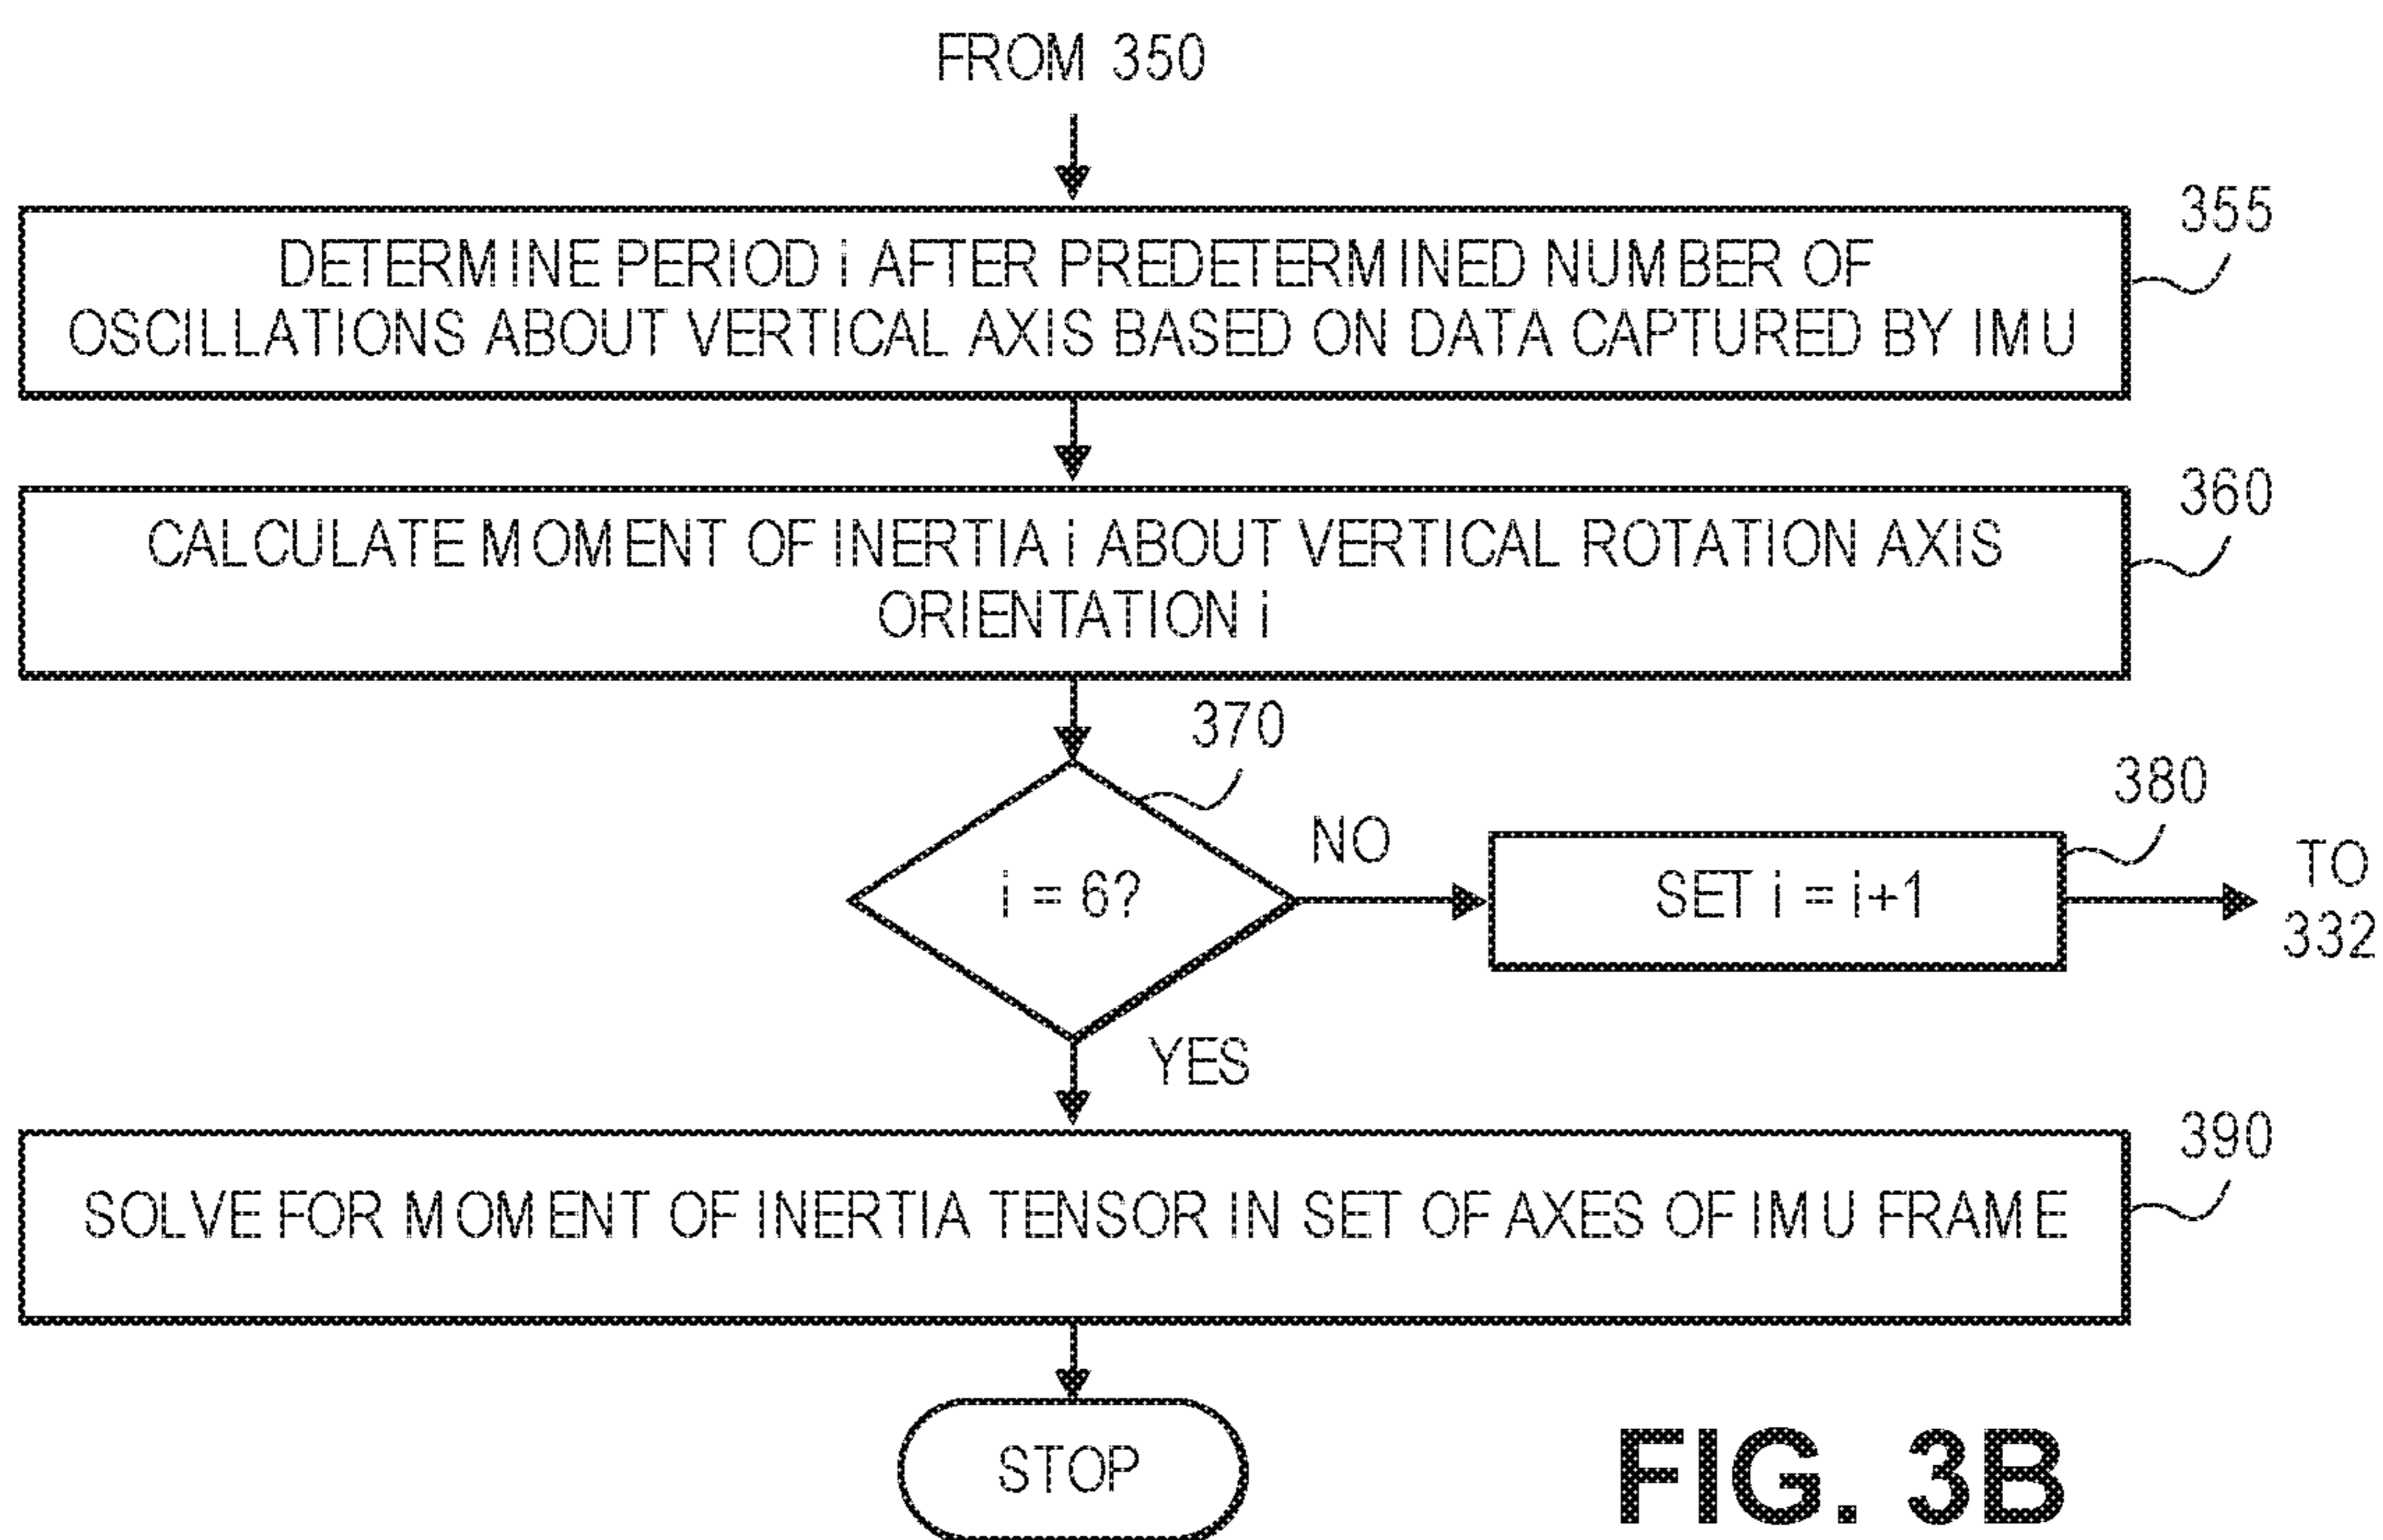 FROM 350
355
DETERMINE PERIOD i AFTER PREDETERMINED NUMBER OF
OSCILLATIONS ABOUT VERTICAL AXIS BASED ON DATA CAPTURED BY IMU
360
CALCULATE MOMENT OF INERTIA i ABOUT VERTICAL ROTATION AXIS
ORIENTATION i
370
i = 6?
NO
380
SET i = i+1
TO
332
YES
390
SOLVE FOR MOMENT OF INERTIA TENSOR IN SET OF AXES OF IMU FRAME
STOP
FIG. 3B